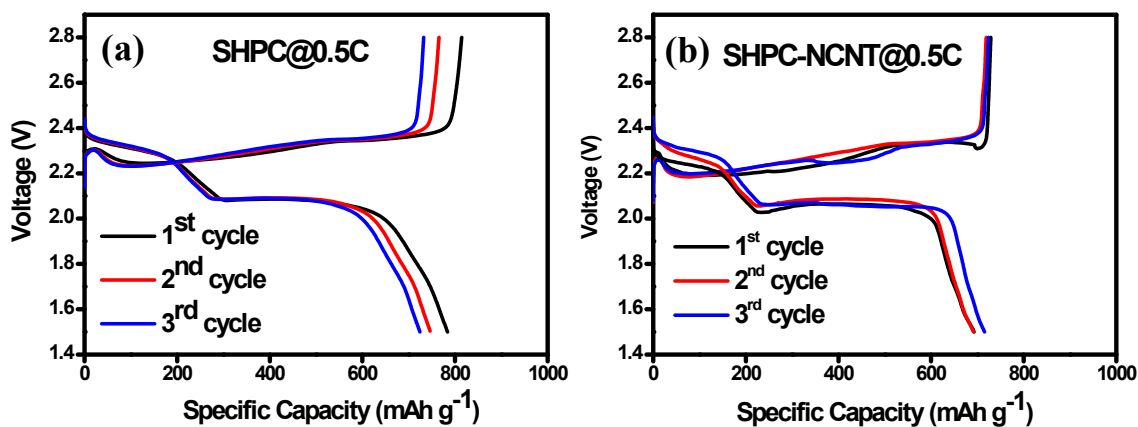 (a) SHPC@0.5C
2.8
2.6
2.4
2.2
2.0
1.8
1.6
1.4
Voltage (V)
1st cycle
2nd cycle
3rd cycle
0 200 400 600 800 1000
Specific Capacity (mAh g-1)
(b) SHPC-NCNT@0.5C
2.8
2.6
2.4
2.2
2.0
1.8
1.6
1.4
Voltage (V)
1st cycle
2nd cycle
3rd cycle
0 200 400 600 800 1000
Specific Capacity (mAh g-1)